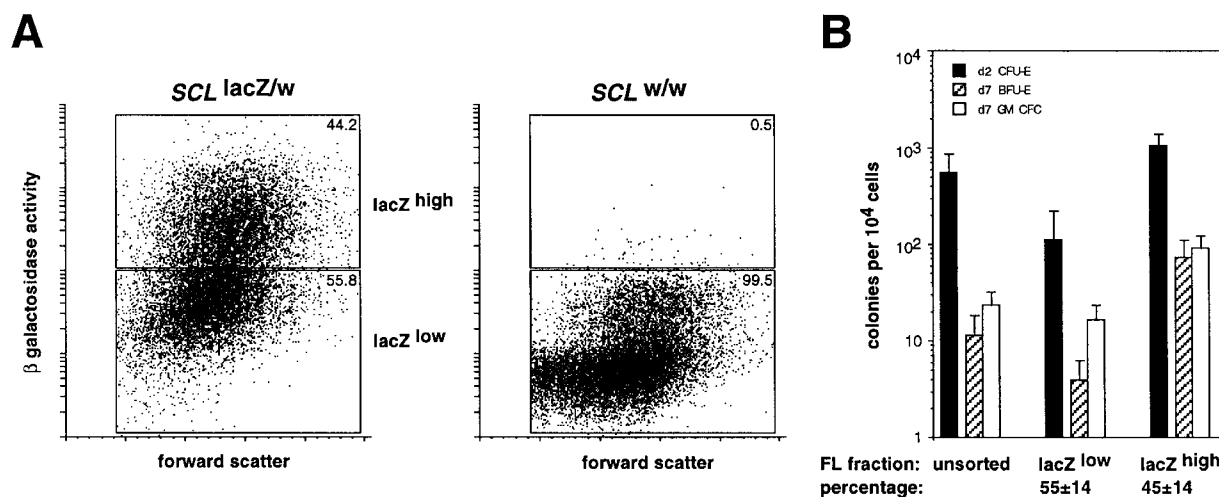 A
SCL lacZ/w
SCL w/w
β galactosidase activity
44.2
55.8
lacZ high
lacZ low
0.5
99.5
forward scatter
forward scatter
B
d2 CFU-E
d7 BFU-E
d7 GM CFC
colonies per 10⁴ cells
10⁴
10³
10²
10
1
FL fraction: unsorted lacZ low lacZ high
percentage: 55±14 45±14